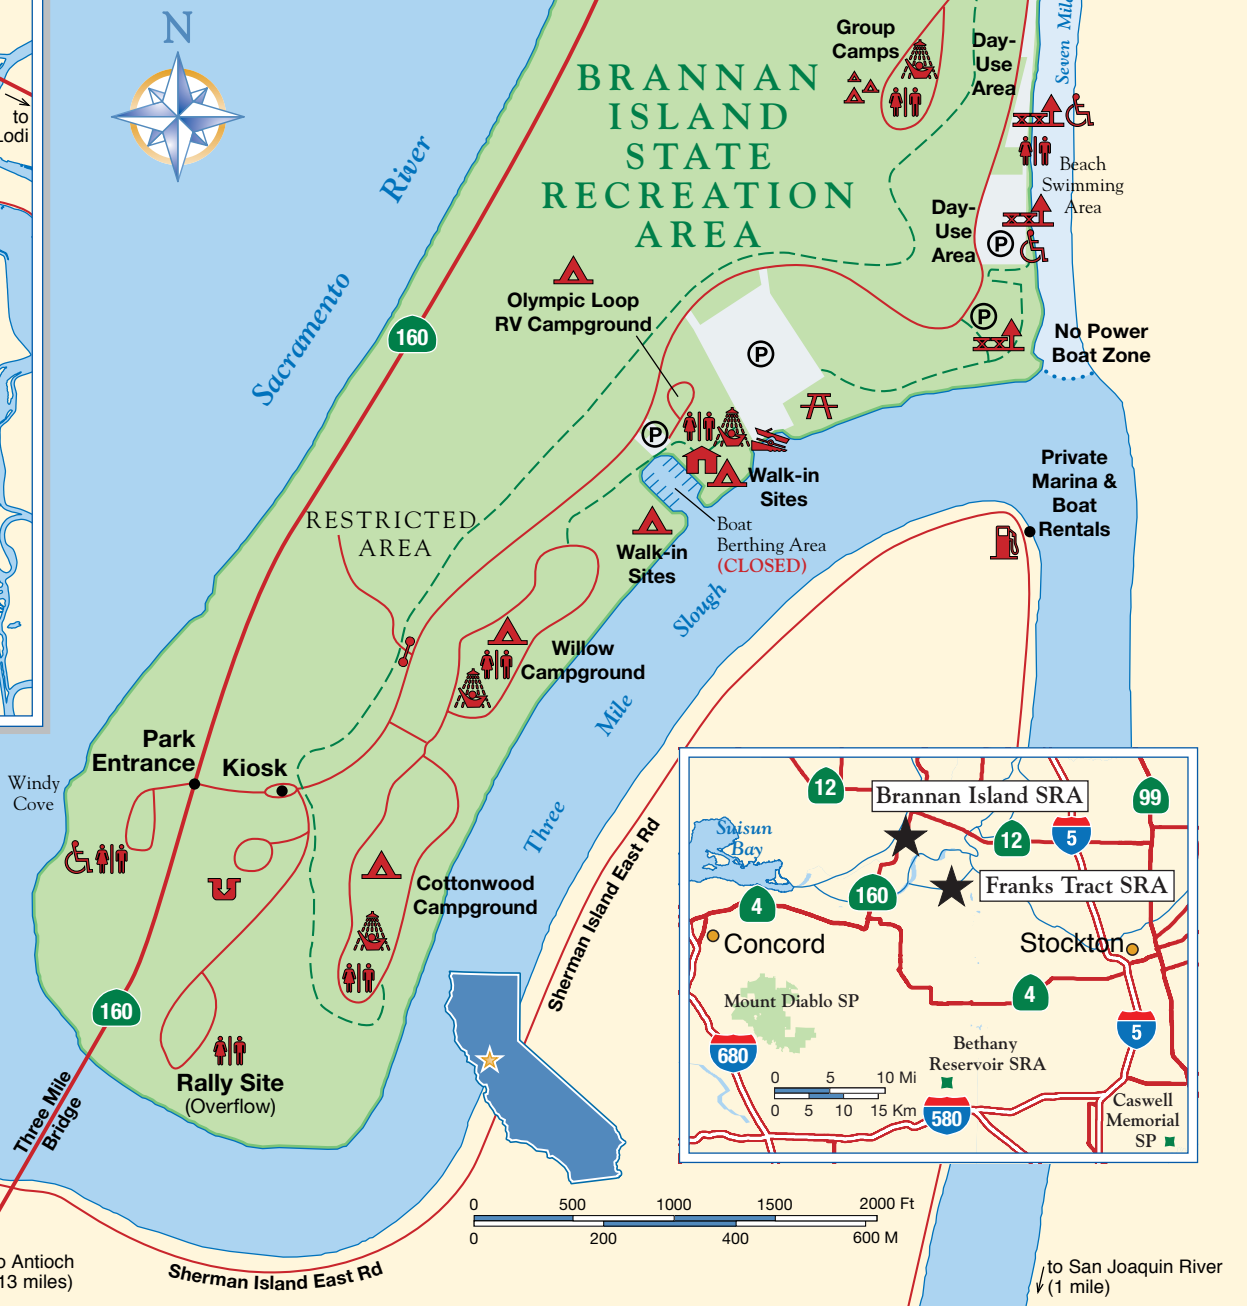 N
to
Lodi
Sacramento
River
BRANNAN
ISLAND
STATE
RECREATION
AREA
Group
Camps
Day-
Use
Area
Seven Mile
Beach
Swimming
Area
Day-
Use
Area
P
P
No Power
Boat Zone
Olympic Loop
RV Campground
160
P
P
Walk-in
Sites
Private
Marina &
Boat
Rentals
RESTRICTED
AREA
Walk-in
Sites
Boat
Berthing Area
(CLOSED)
Three
Mile
Slough
Willow
Campground
Park
Entrance
Kiosk
Windy
Cove
Cottonwood
Campground
160
Rally Site
(Overflow)
Three Mile
Bridge
Sherman Island East Rd
Sherman Island East Rd
12
Brannan Island SRA
99
Suisun
Bay
12
5
160
Franks Tract SRA
4
Concord
Stockton
Mount Diablo SP
4
5
680
Bethany
Reservoir SRA
0 5 10 Mi
0 5 10 15 Km
580
Caswell
Memorial
SP
0 500 1000 1500 2000 Ft
0 200 400 600 M
Antioch
13 miles)
to San Joaquin River
(1 mile)